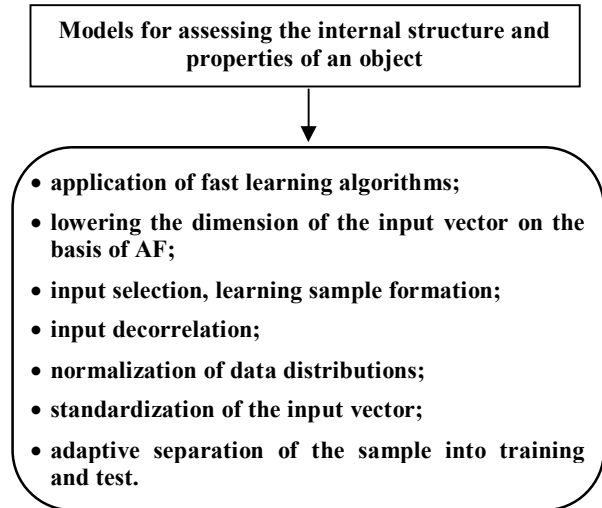 Models for assessing the internal structure and
properties of an object
• application of fast learning algorithms;
• lowering the dimension of the input vector on the
basis of AF;
• input selection, learning sample formation;
• input decorrelation;
• normalization of data distributions;
• standardization of the input vector;
• adaptive separation of the sample into training
and test.